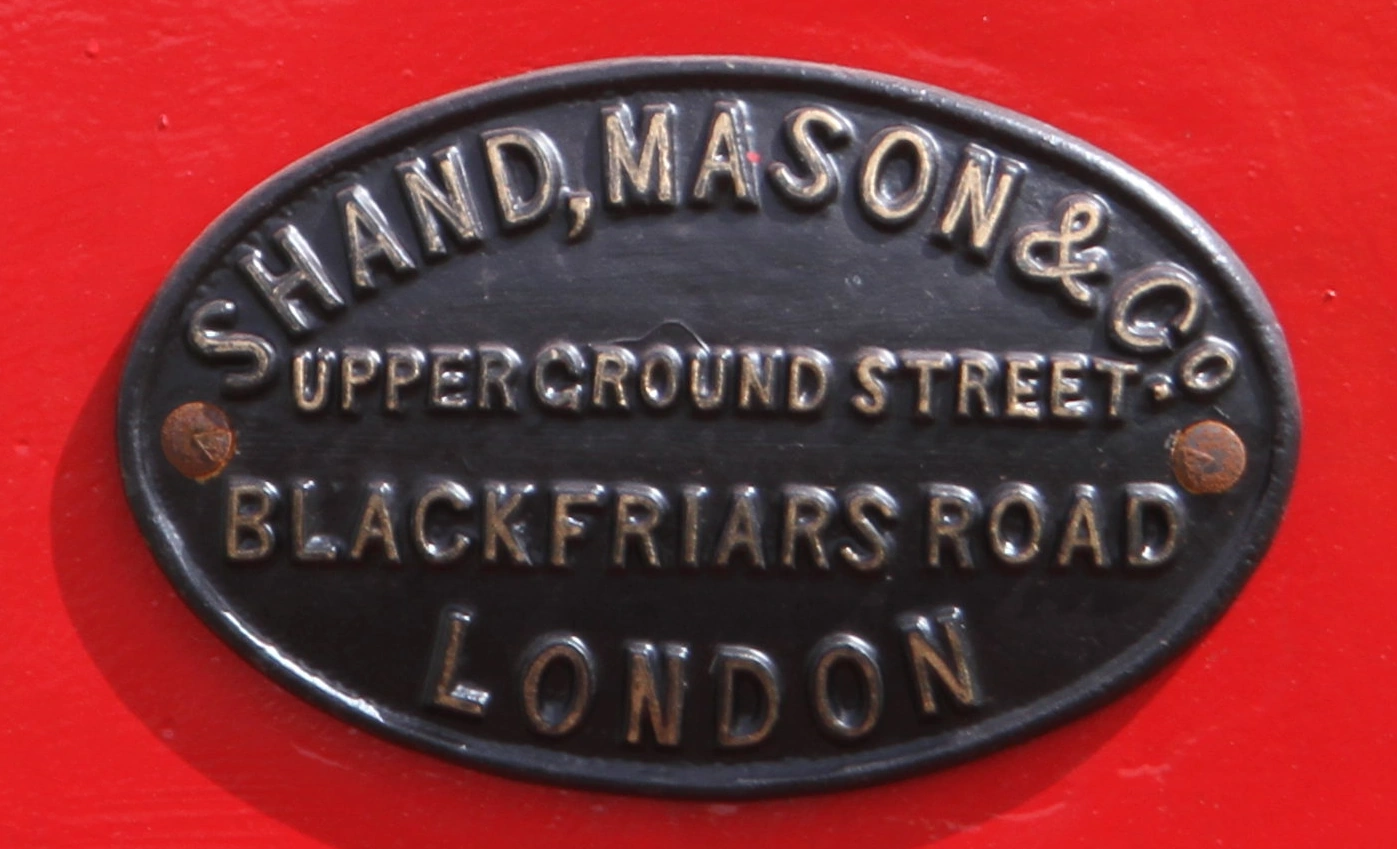 SHAND, MASON & Co
UPPER GROUND STREET,
BLACKFRIARS ROAD
LONDON